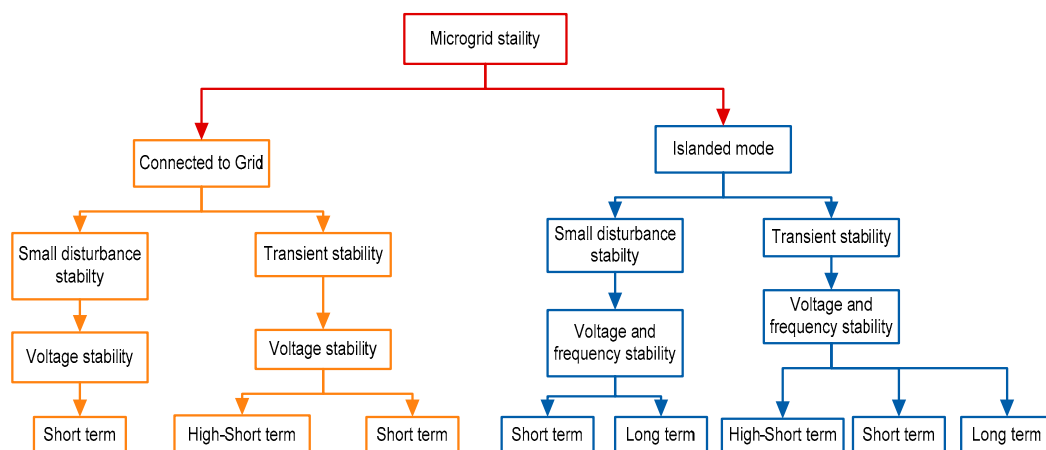 Microgrid staility
Connected to Grid
Islanded mode
Small disturbance
stabilty
Transient stability
Small disturbance
stabilty
Transient stability
Voltage stability
Voltage stability
Voltage and
frequency stability
Voltage and
frequency stability
Short term
High-Short term
Short term
Short term
Long term
High-Short term
Short term
Long term